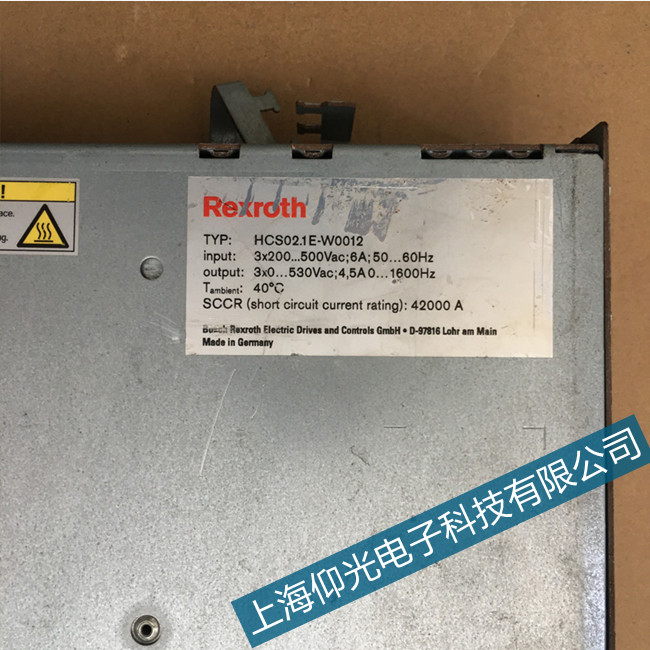 !
ace.
ng.
Rexroth
TYP: HCS02.1E-W0012
input: 3x200...500Vac;6A;50...60Hz
output: 3x0...530Vac;4,5A 0...1600Hz
Tambient: 40°C
SCCR (short circuit current rating): 42000 A
Bosch Rexroth Electric Drives and Controls GmbH • D-97816 Lohr am Main
Made in Germany
上海仰光电子科技有限公司